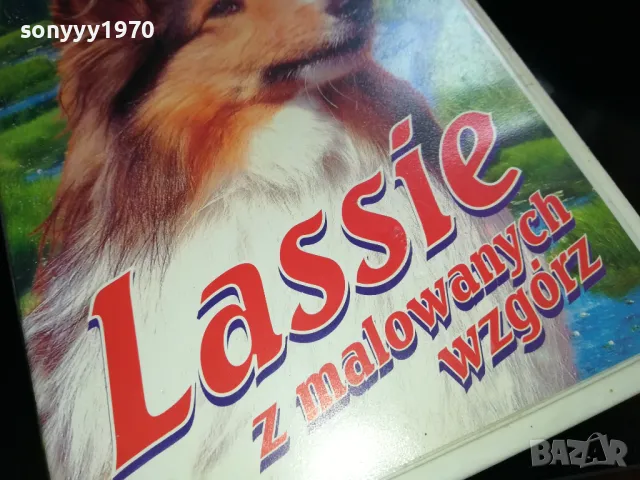 sonyyy1970
Lassie
z malowanych
wzgórz
BAZAR